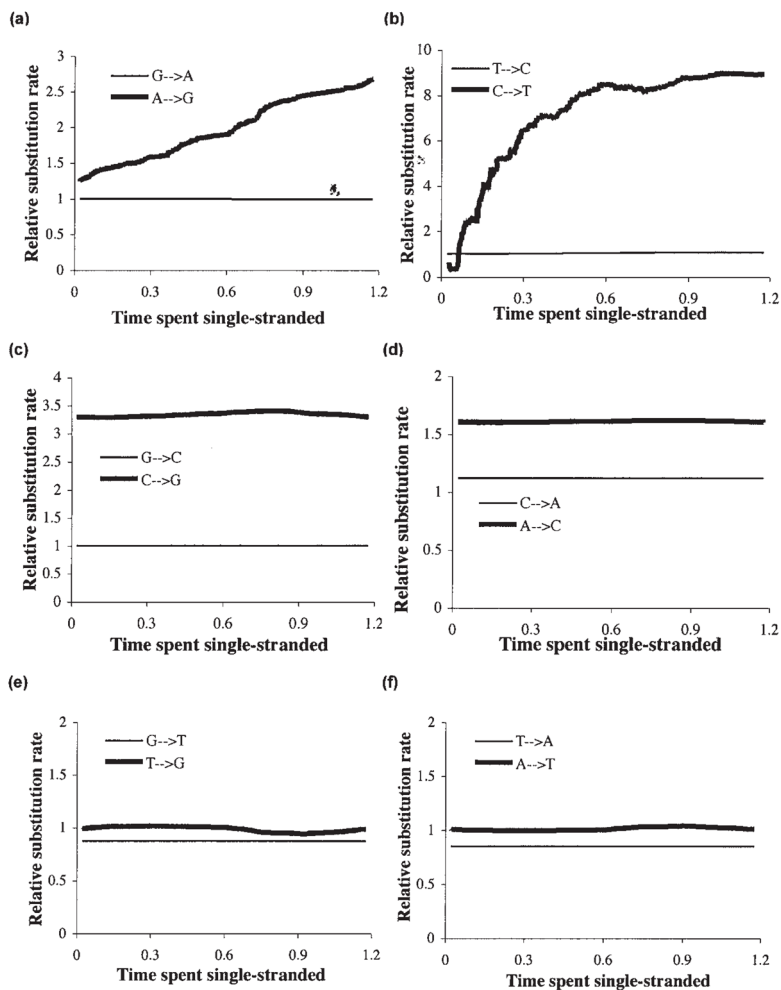 (a)
Relative substitution rate
3
2.5
2
1.5
1
0.5
0
G-->A
A-->G
0 0.3 0.6 0.9 1.2
Time spent single-stranded
(b)
Relative substitution rate
10
8
6
4
2
0
T-->C
C-->T
0 0.3 0.6 0.9 1.2
Time spent single-stranded
(c)
Relative substitution rate
4
3.5
3
2.5
2
1.5
1
0.5
0
G-->C
C-->G
0 0.3 0.6 0.9 1.2
Time spent single-stranded
(d)
Relative substitution rate
2
1.5
1
0.5
0
C-->A
A-->C
0 0.3 0.6 0.9 1.2
Time spent single-stranded
(e)
Relative substitution rate
2
1.5
1
0.5
0
G-->T
T-->G
0 0.3 0.6 0.9 1.2
Time spent single-stranded
(f)
Relative substitution rate
2
1.5
1
0.5
0
T-->A
A-->T
0 0.3 0.6 0.9 1.2
Time spent single-stranded